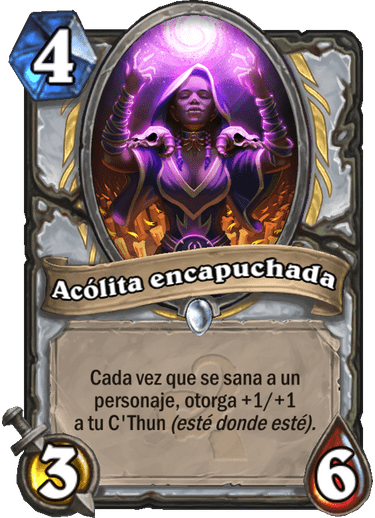 4
Acólita encapuchada
Cada vez que se sana a un
personaje, otorga +1/+1
a tu C'Thun (esté donde esté).
3
6